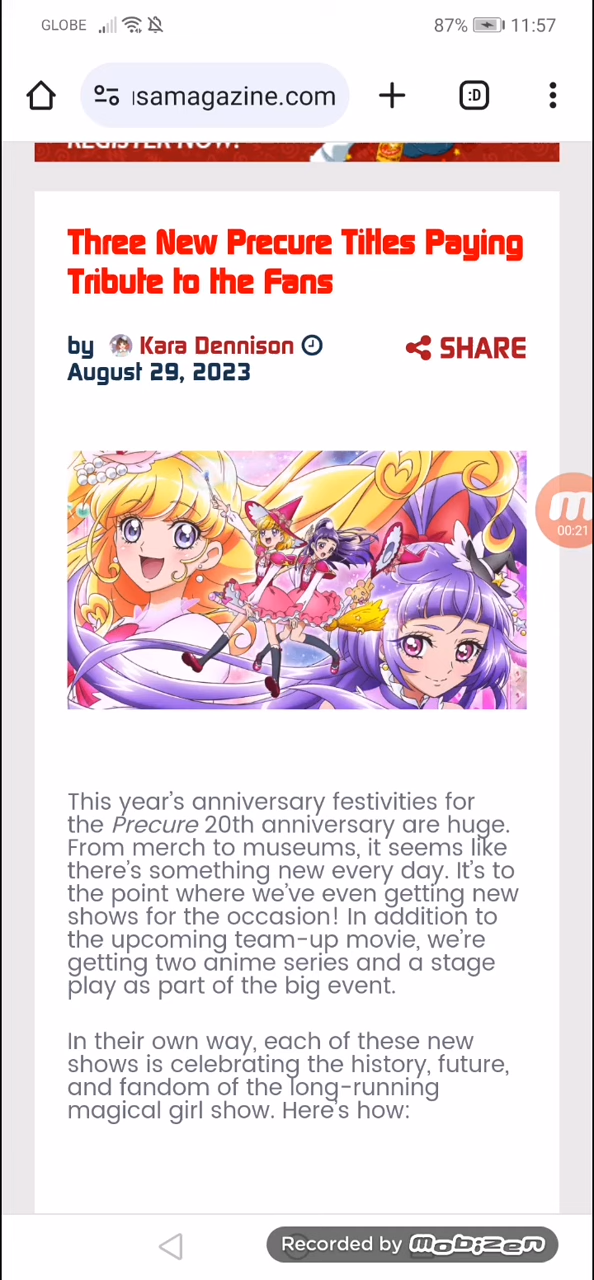 GLOBE 87% 11:57
:D
usamagazine.com
REGISTER NOW!
Three New Precure Titles Paying
Tribute to the Fans
by Kara Dennison SHARE
August 29, 2023
00:21
This year's anniversary festivities for
the Precure 20th anniversary are huge.
From merch to museums, it seems like
there's something new every day. It's to
the point where we've even getting new
shows for the occasion! In addition to
the upcoming team-up movie, we're
getting two anime series and a stage
play as part of the big event.
In their own way, each of these new
shows is celebrating the history, future,
and fandom of the long-running
magical girl show. Here's how:
Recorded by mobizen